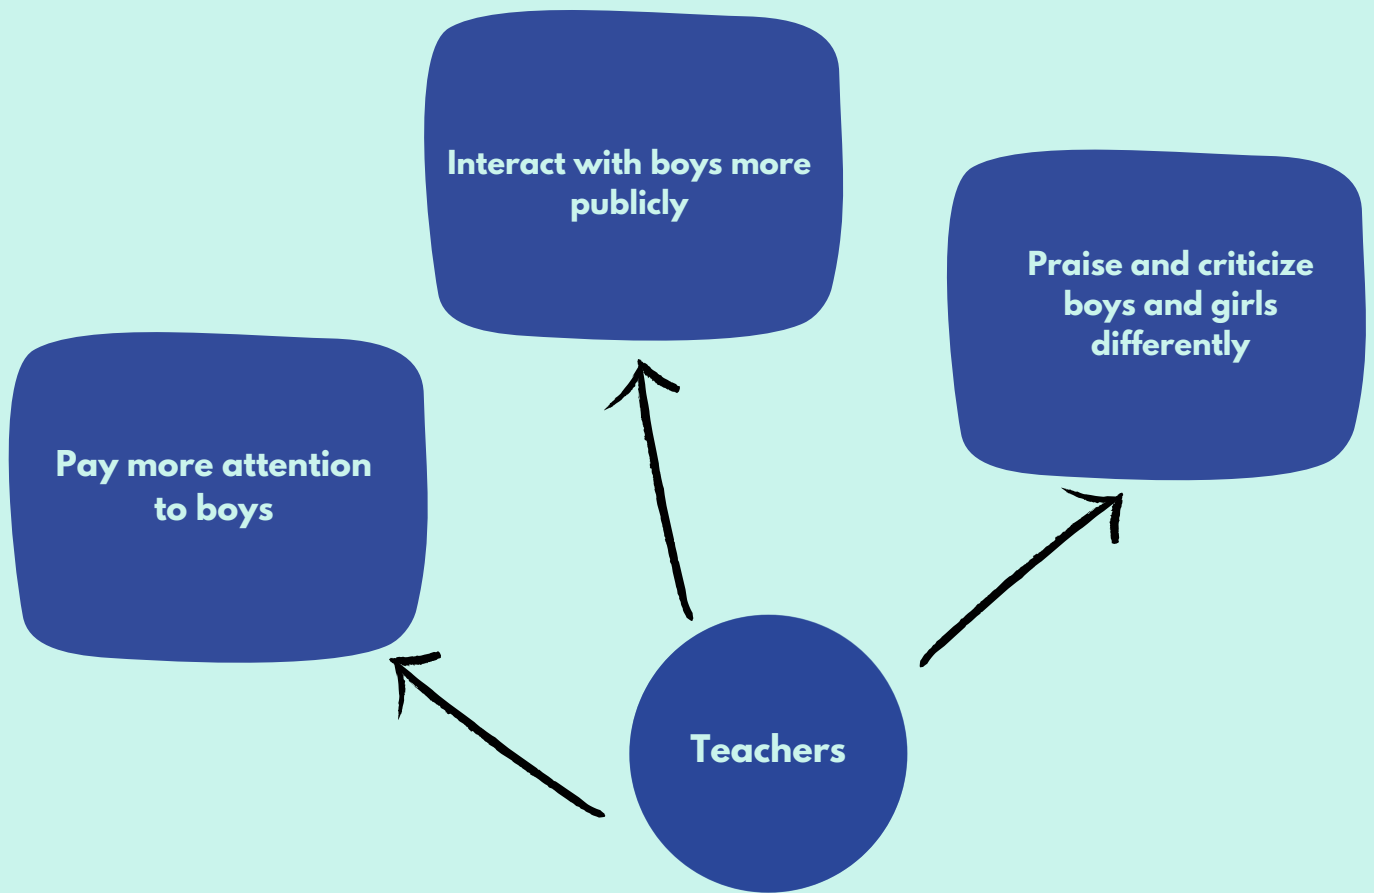 Interact with boys more
publicly
Praise and criticize
boys and girls
differently
Pay more attention
to boys
Teachers